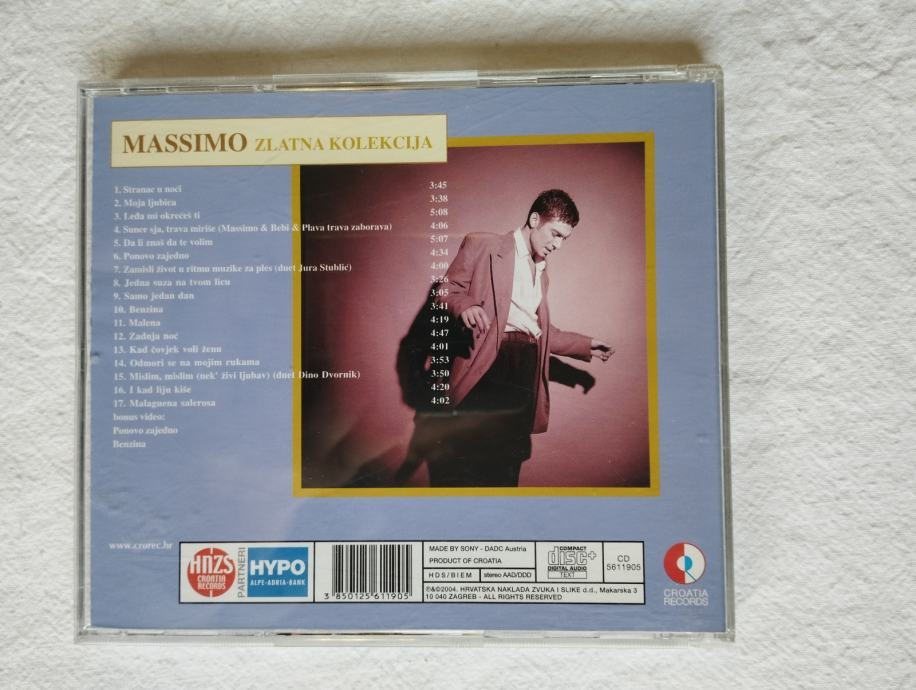 MASSIMO ZLATNA KOLEKCIJA
1. Stranac u noći 3:45
2. Moja ljubica 3:38
3. Leđa mi okrećeš ti 5:08
4. Sunce sja, trava miriše (Massimo & Bebi & Plava trava zaborava) 4:06
5. Da li znaš da te volim 5:07
6. Ponovo zajedno 4:34
7. Zamisli život u ritmu muzike za ples (duet Jura Stublić) 4:00
8. Jedna suza na tvom licu 3:26
9. Samo jedan dan 3:05
10. Benzina 3:41
11. Malena 4:19
12. Zadnja noć 4:47
13. Kad čovjek voli ženu 4:01
14. Odmori se na mojim rukama 3:53
15. Mislim, mislim (nek' živi ljubav) (duet Dino Dvornik) 3:50
16. I kad liju kiše 4:20
17. Malaguena salerosa 4:02
bonus video:
Ponovo zajedno
Benzina
www.crorec.hr
HNZS
CROATIA
RECORDS
PARTNERI
HYPO
ALPE-ADRIA-BANK
3 850125 611905
MADE BY SONY - DADC Austria
PRODUCT OF CROATIA
HDS/BIEM stereo AAD/DDD
COMPACT
disc+
DIGITAL AUDIO
TEXT
CD
5611905
℗&©2004. HRVATSKA NAKLADA ZVUKA I SLIKE d.d., Makarska 3
10 040 ZAGREB - ALL RIGHTS RESERVED
CROATIA
RECORDS